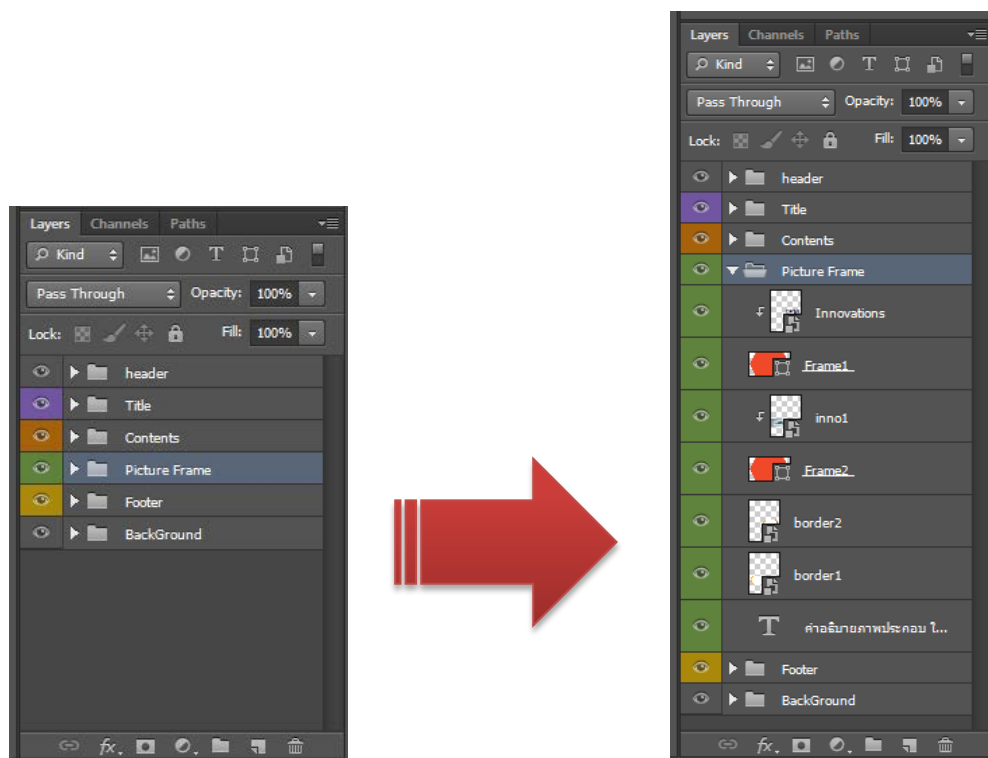 Layers Channels Paths
Kind T
Pass Through Opacity: 100%
Lock: Fill: 100%
header
Title
Contents
Picture Frame
Footer
BackGround
fx.
Layers Channels Paths
Kind T
Pass Through Opacity: 100%
Lock: Fill: 100%
header
Title
Contents
Picture Frame
Innovations
Frame1
inno1
Frame2
border2
border1
T คำอธิบายภาพประกอบ ใ...
Footer
BackGround
fx.